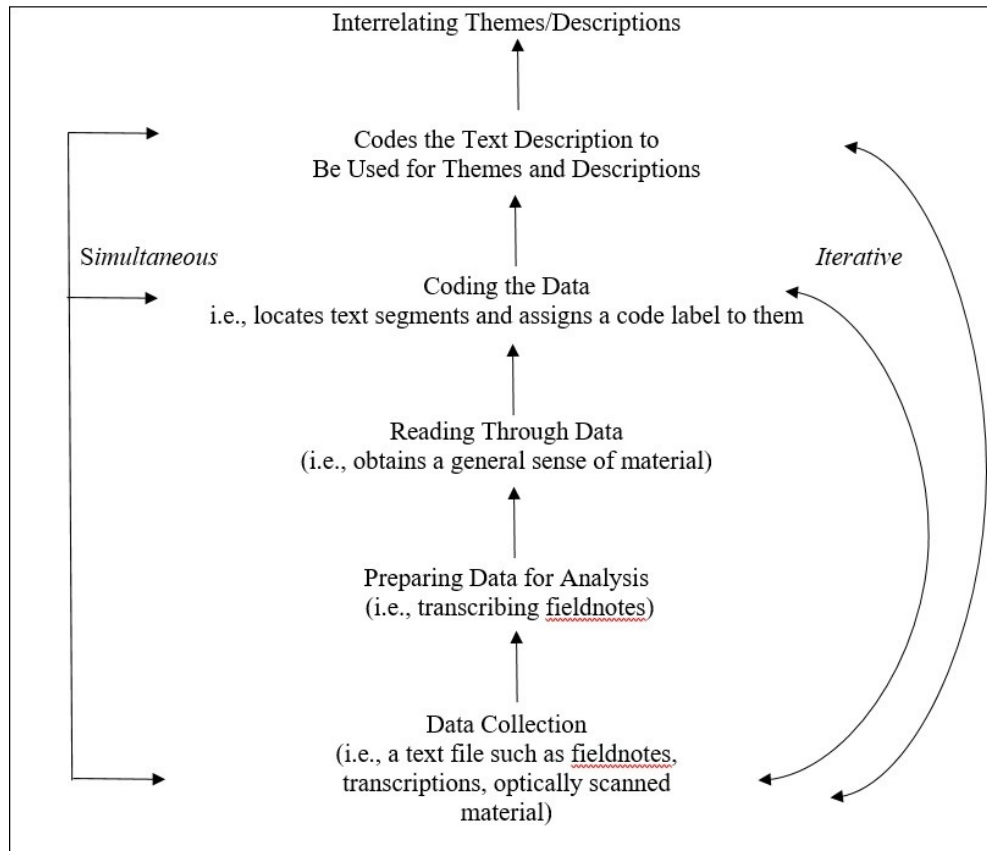 Interrelating Themes/Descriptions
Codes the Text Description to
Be Used for Themes and Descriptions
Simultaneous
Iterative
Coding the Data
i.e., locates text segments and assigns a code label to them
Reading Through Data
(i.e., obtains a general sense of material)
Preparing Data for Analysis
(i.e., transcribing fieldnotes)
Data Collection
(i.e., a text file such as fieldnotes,
transcriptions, optically scanned
material)